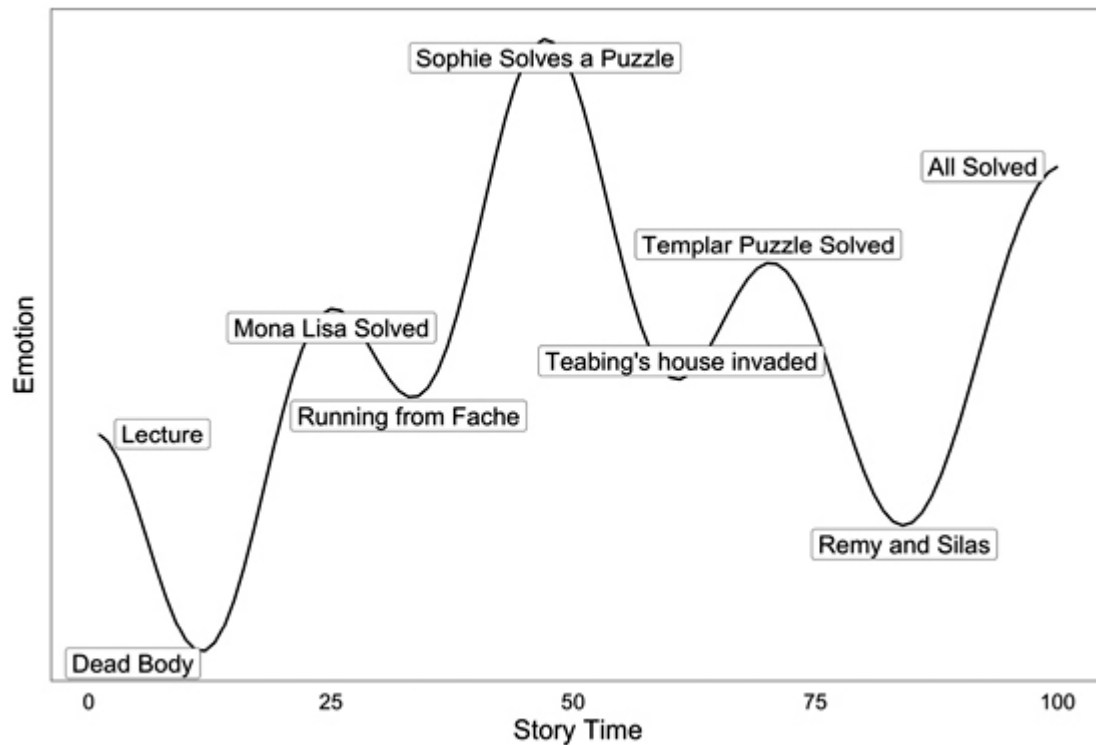 Sophie Solves a Puzzle
All Solved
Templar Puzzle Solved
Mona Lisa Solved
Teabing's house invaded
Running from Fache
Lecture
Remy and Silas
Dead Body
Emotion
0 25 50 75 100
Story Time